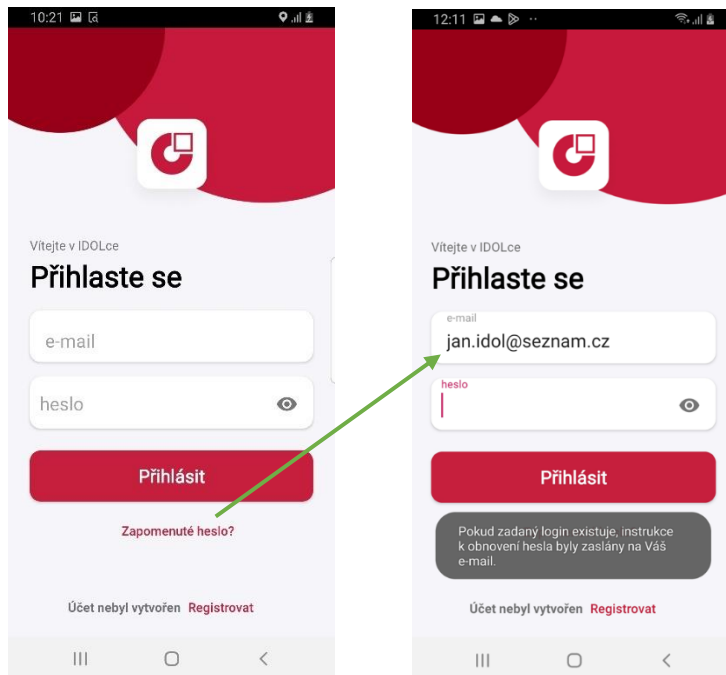 10:21
Vítejte v IDOLce
Přihlaste se
e-mail
heslo
Přihlásit
Zapomenuté heslo?
Účet nebyl vytvořen Registrovat
12:11
Vítejte v IDOLce
Přihlaste se
e-mail
jan.idol@seznam.cz
heslo
Přihlásit
Pokud zadaný login existuje, instrukce
k obnovení hesla byly zaslány na Váš
e-mail.
Účet nebyl vytvořen Registrovat